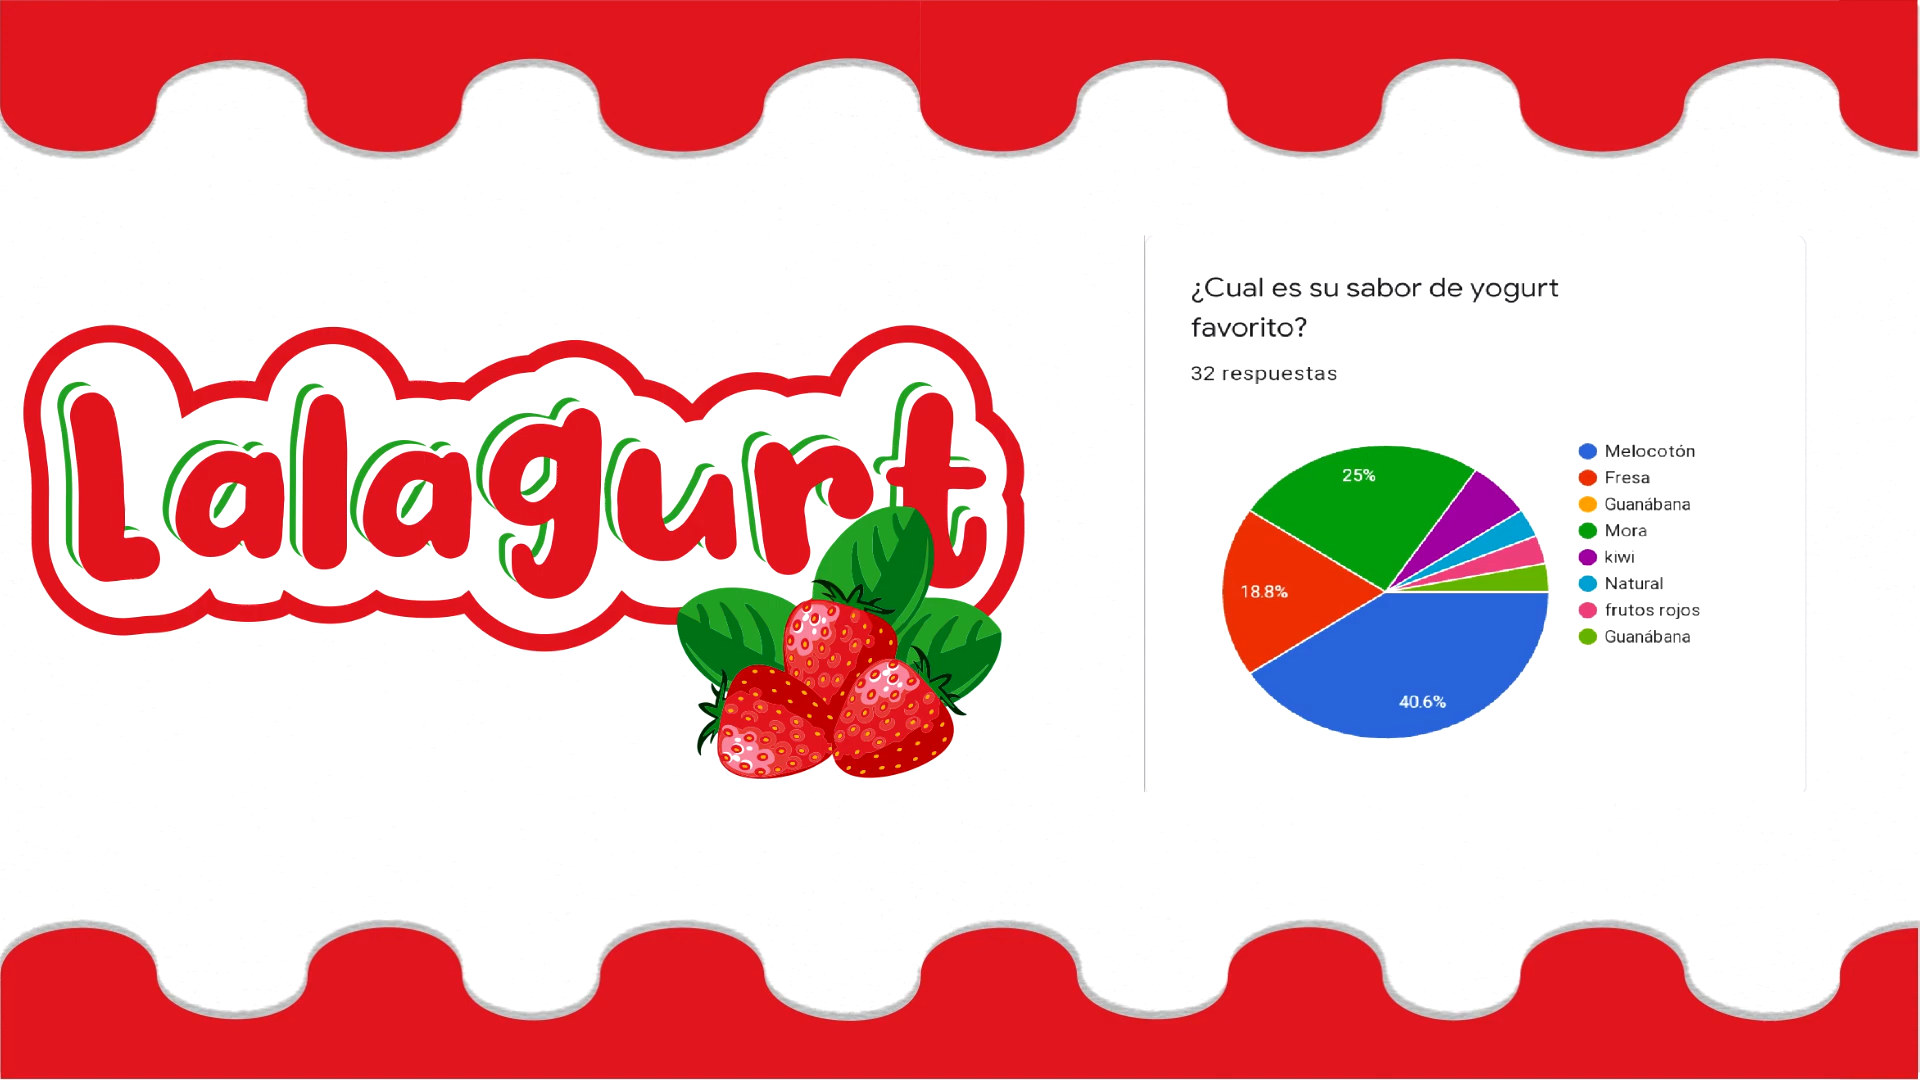 Lalagurt
¿Cual es su sabor de yogurt
favorito?
32 respuestas
25%
18.8%
40.6%
Melocotón
Fresa
Guanábana
Mora
kiwi
Natural
frutos rojos
Guanábana